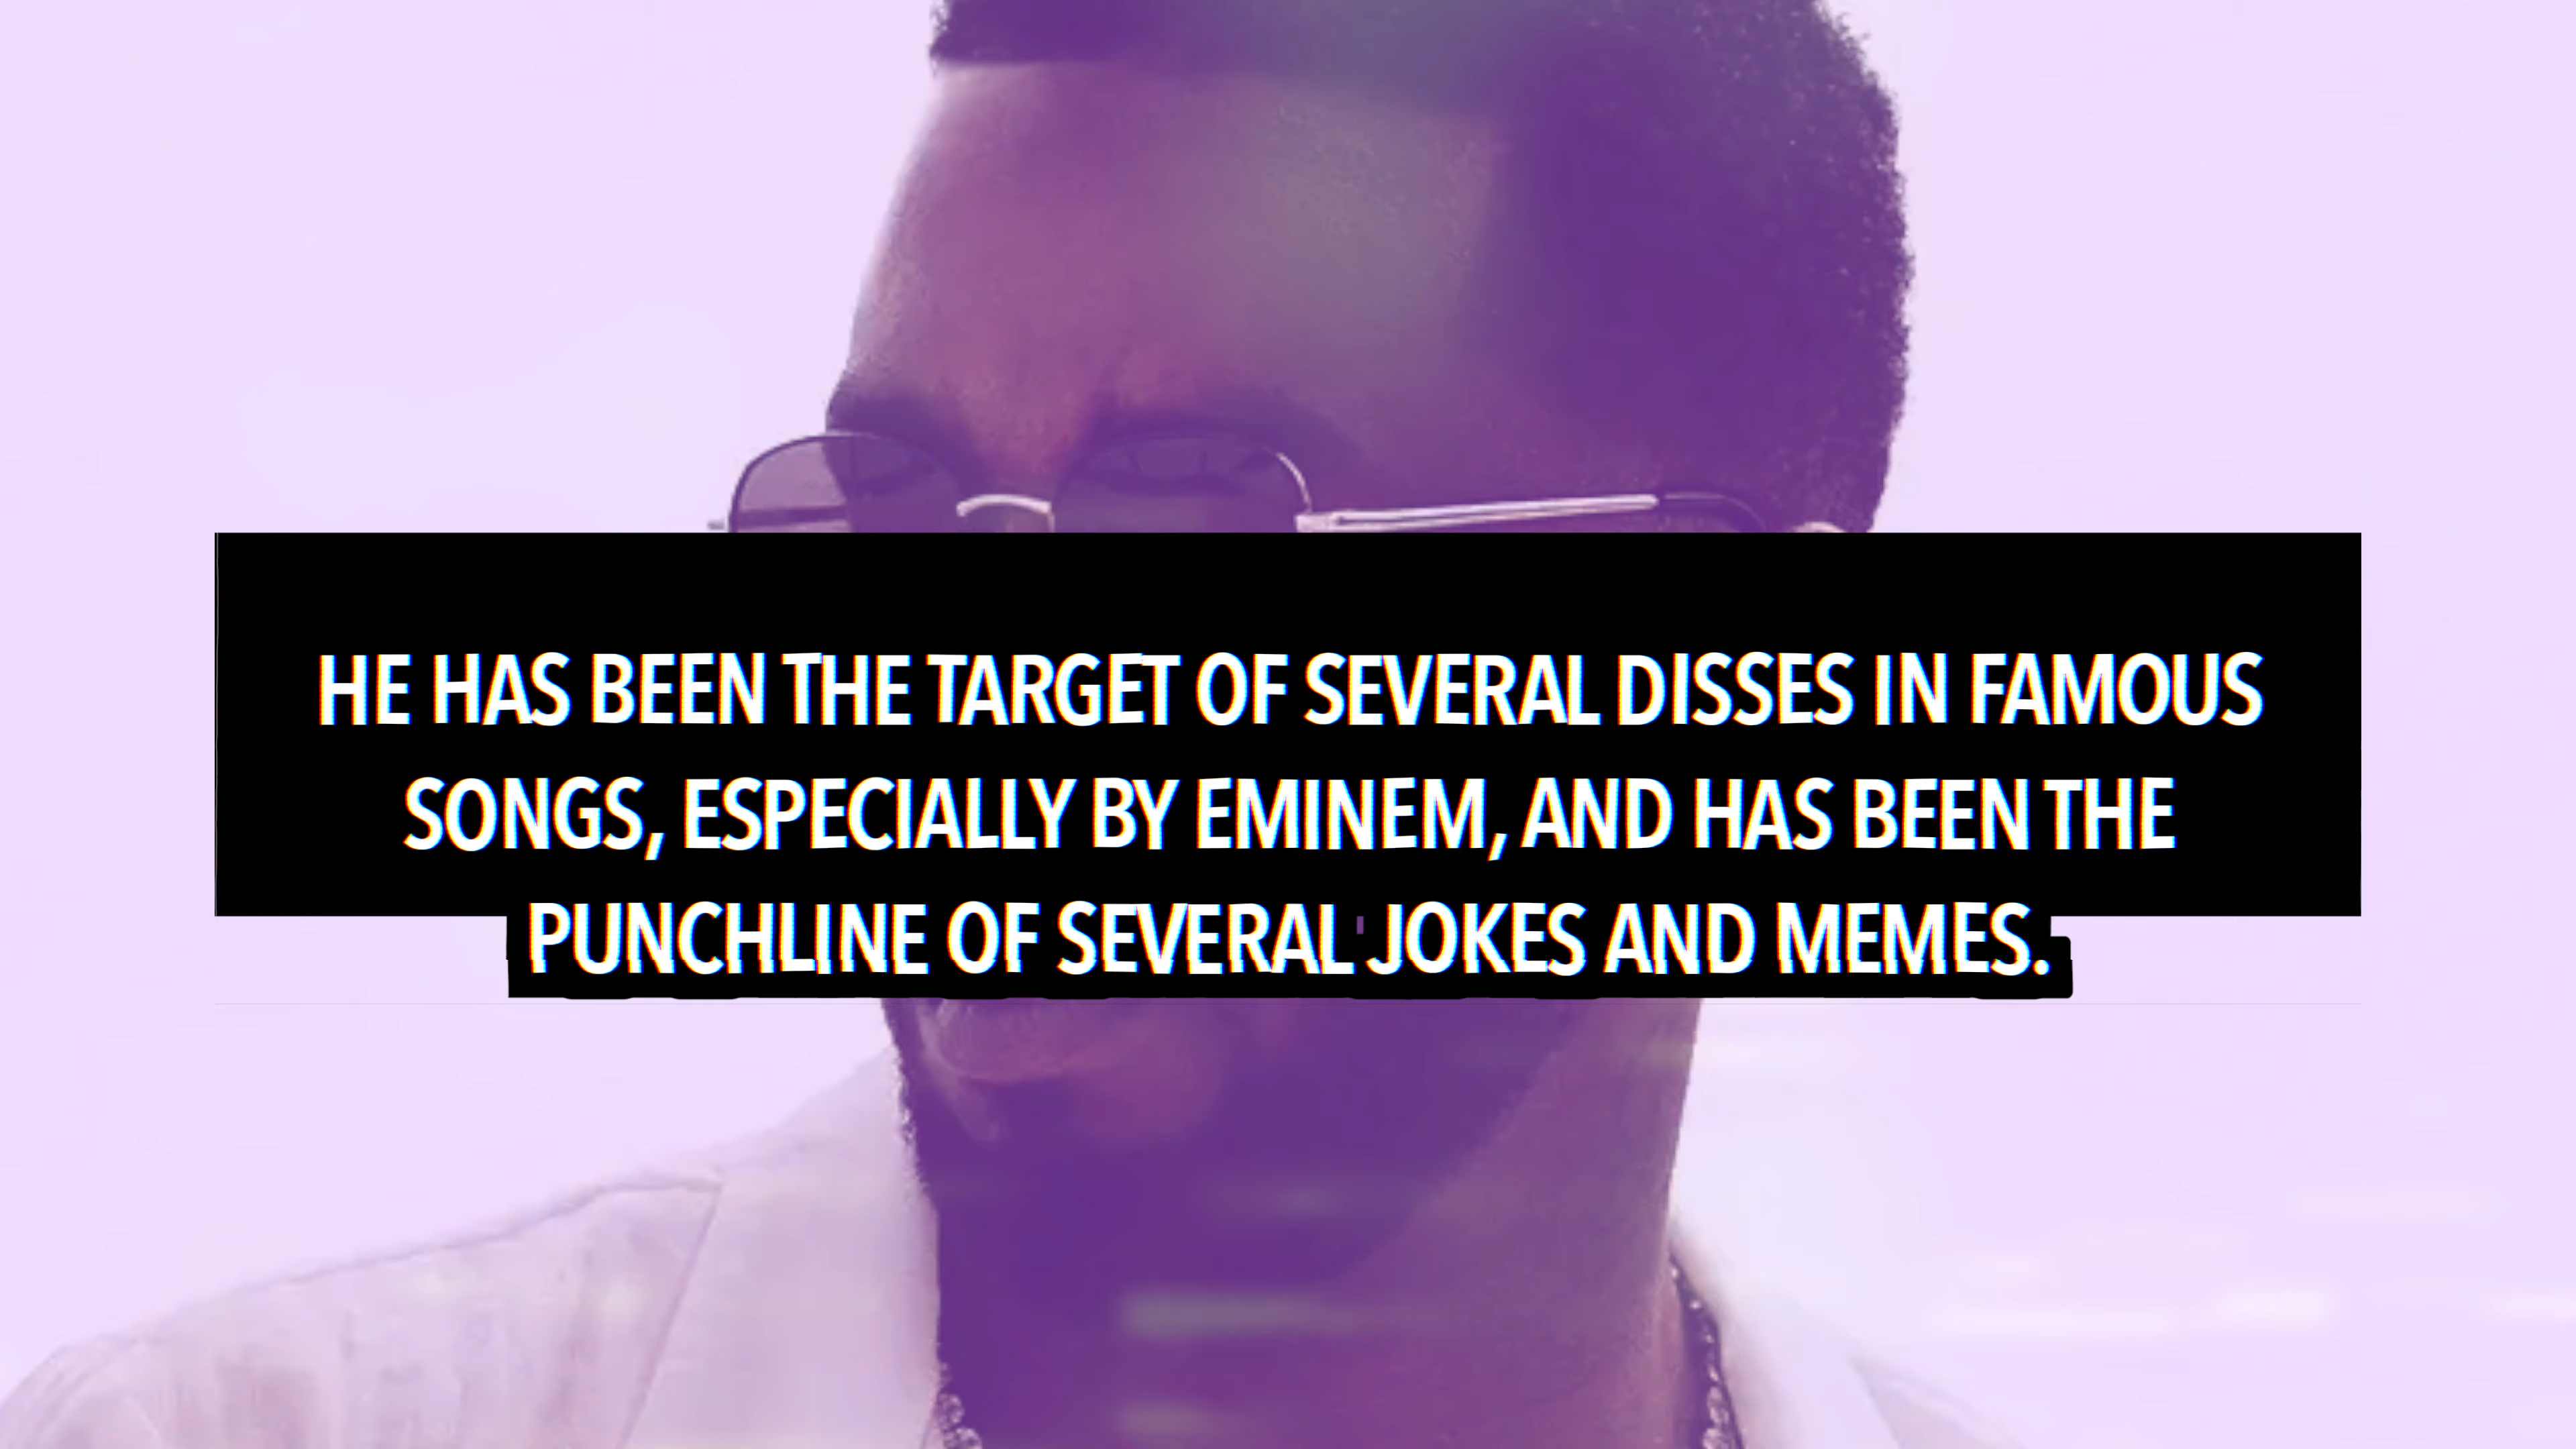 HE HAS BEEN THE TARGET OF SEVERAL DISSES IN FAMOUS
SONGS, ESPECIALLY BY EMINEM, AND HAS BEEN THE
PUNCHLINE OF SEVERAL JOKES AND MEMES.